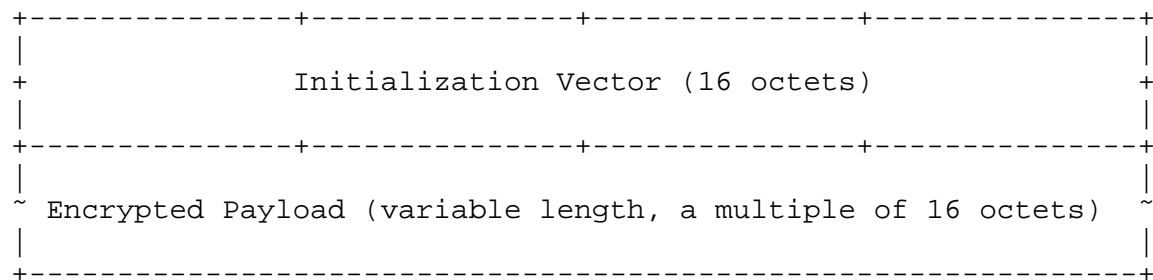 Initialization Vector (16 octets)
Encrypted Payload (variable length, a multiple of 16 octets)